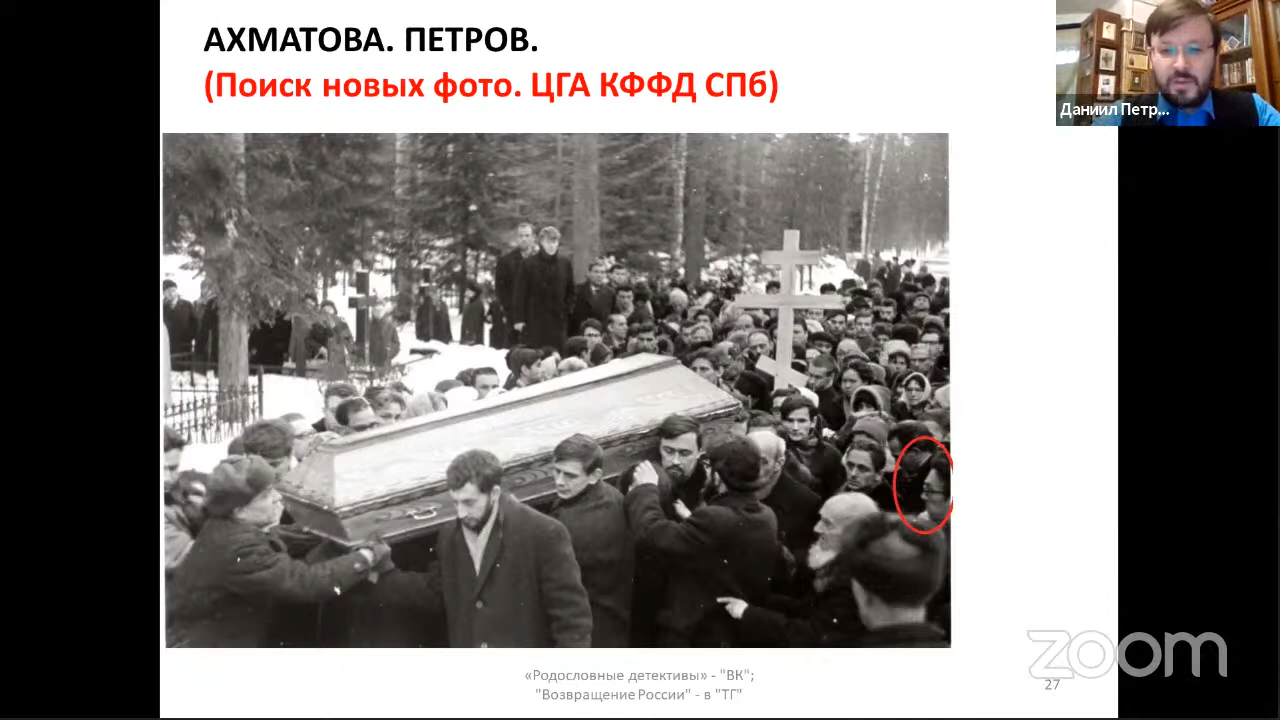 АХМАТОВА. ПЕТРОВ.
(Поиск новых фото. ЦГА КФФД СПб)
Даниил Петр...
«Родословные детективы» - "ВК";
"Возвращение России" - в "ТГ"
27
zoom